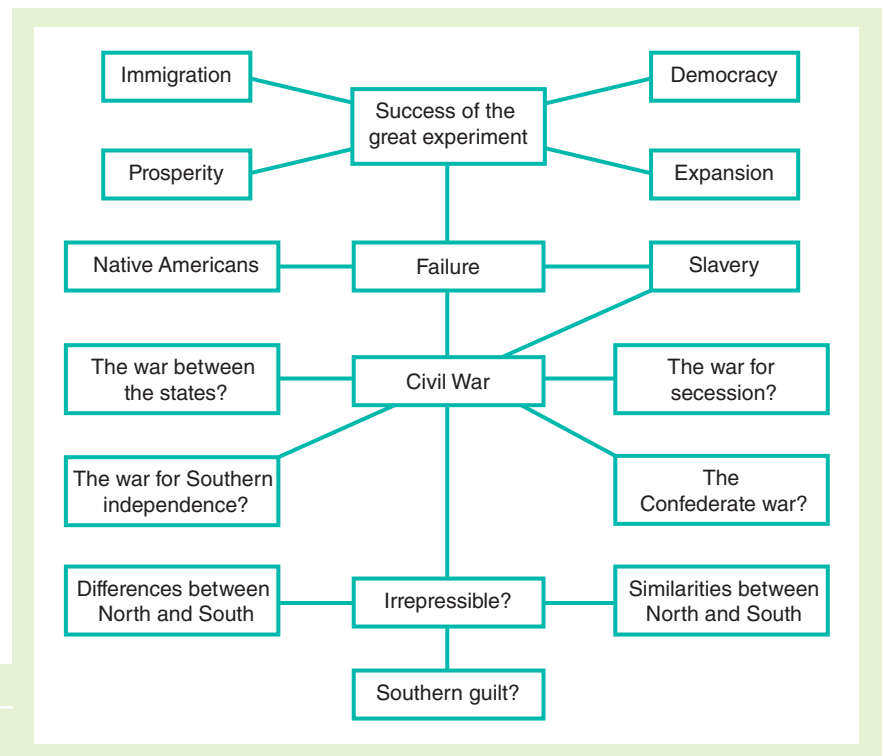 Immigration
Democracy
Success of the
great experiment
Prosperity
Expansion
Native Americans
Failure
Slavery
The war between
the states?
Civil War
The war for
secession?
The war for Southern
independence?
The
Confederate war?
Differences between
North and South
Irrepressible?
Similarities between
North and South
Southern guilt?